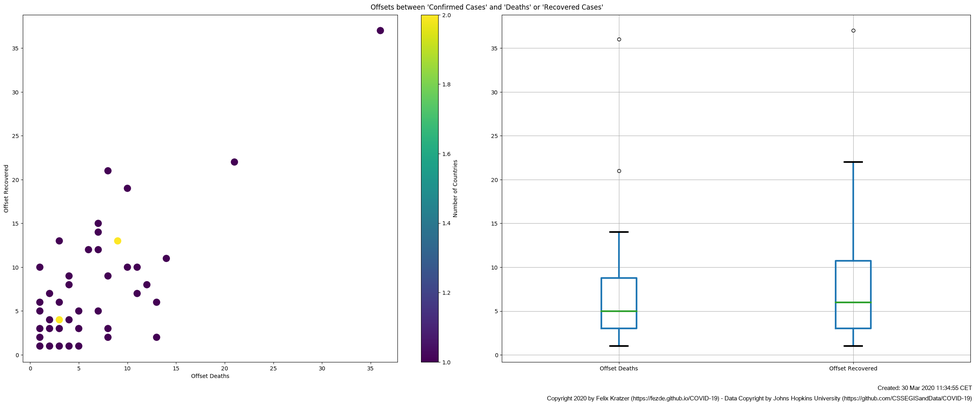 Offsets between 'Confirmed Cases' and 'Deaths' or 'Recovered Cases'
35
30
25
20
15
10
5
0
Offset Recovered
0 5 10 15 20 25 30 35
Offset Deaths
2.0
1.8
1.6
1.4
1.2
1.0
Number of Countries
35
30
25
20
15
10
5
0
Offset Deaths Offset Recovered
Created: 30 Mar 2020 11:34:55 CET
Copyright 2020 by Felix Kratzer (https://fezde.github.io/COVID-19) - Data Copyright by Johns Hopkins University (https://github.com/CSSEGISandData/COVID-19)